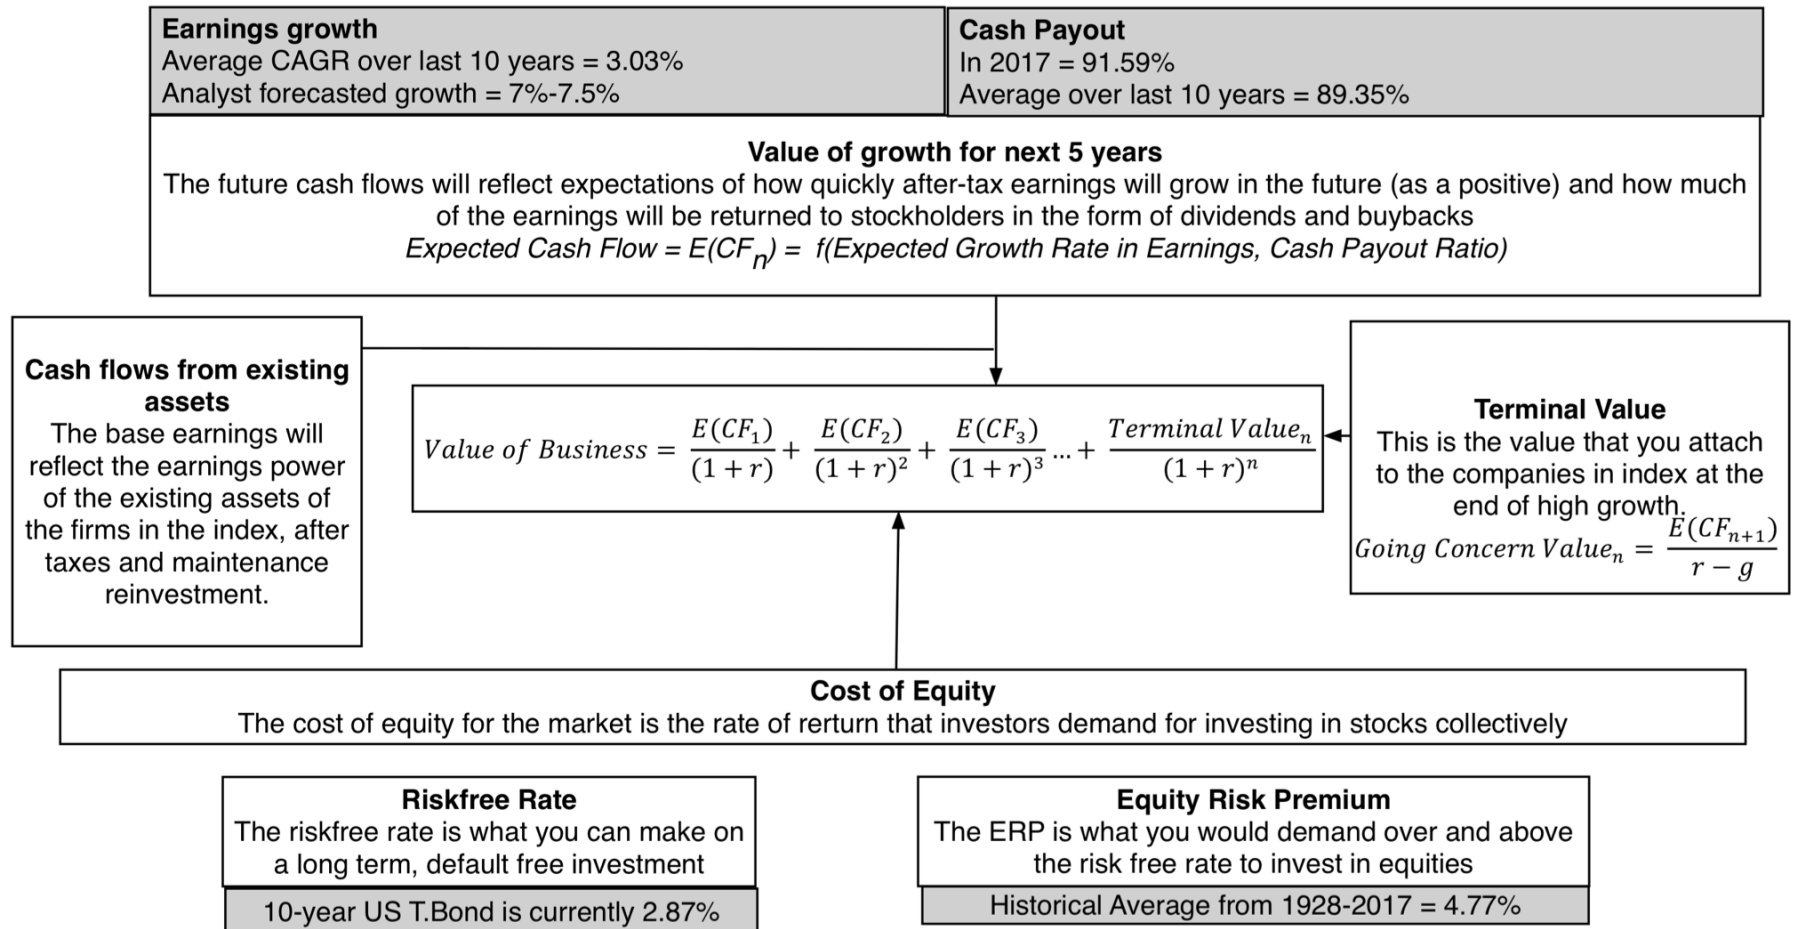 Earnings growth
Average CAGR over last 10 years = 3.03%
Analyst forecasted growth = 7%-7.5%
Cash Payout
In 2017 = 91.59%
Average over last 10 years = 89.35%
Value of growth for next 5 years
The future cash flows will reflect expectations of how quickly after-tax earnings will grow in the future (as a positive) and how much
of the earnings will be returned to stockholders in the form of dividends and buybacks
Expected Cash Flow = E(CFn) = f(Expected Growth Rate in Earnings, Cash Payout Ratio)
Cash flows from existing
assets
The base earnings will
reflect the earnings power
of the existing assets of
the firms in the index, after
taxes and maintenance
reinvestment.
Value of Business = E(CF₁)/(1 + r) + E(CF₂)/(1 + r)² + E(CF₃)/(1 + r)³ ... + Terminal Valueₙ/(1 + r)ⁿ
Terminal Value
This is the value that you attach
to the companies in index at the
end of high growth.
Going Concern Valueₙ = E(CFₙ₊₁)/(r − g)
Cost of Equity
The cost of equity for the market is the rate of rerturn that investors demand for investing in stocks collectively
Riskfree Rate
The riskfree rate is what you can make on
a long term, default free investment
10-year US T.Bond is currently 2.87%
Equity Risk Premium
The ERP is what you would demand over and above
the risk free rate to invest in equities
Historical Average from 1928-2017 = 4.77%